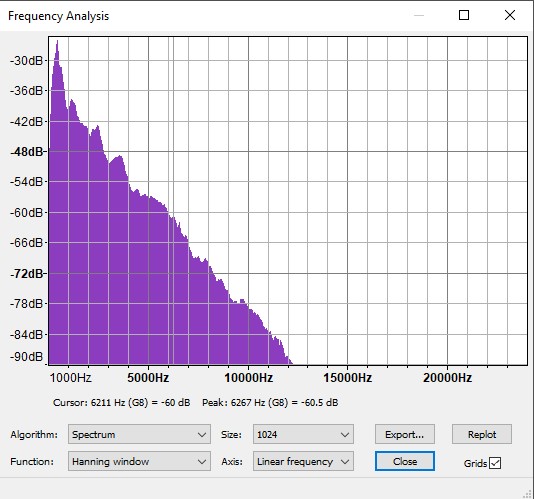 Frequency Analysis
-30dB
-36dB
-42dB
-48dB
-54dB
-60dB
-66dB
-72dB
-78dB
-84dB
-90dB
1000Hz 5000Hz 10000Hz 15000Hz 20000Hz
Cursor: 6211 Hz (G8) = -60 dB Peak: 6267 Hz (G8) = -60.5 dB
Algorithm: Spectrum Size: 1024 Export... Replot
Function: Hanning window Axis: Linear frequency Close Grids